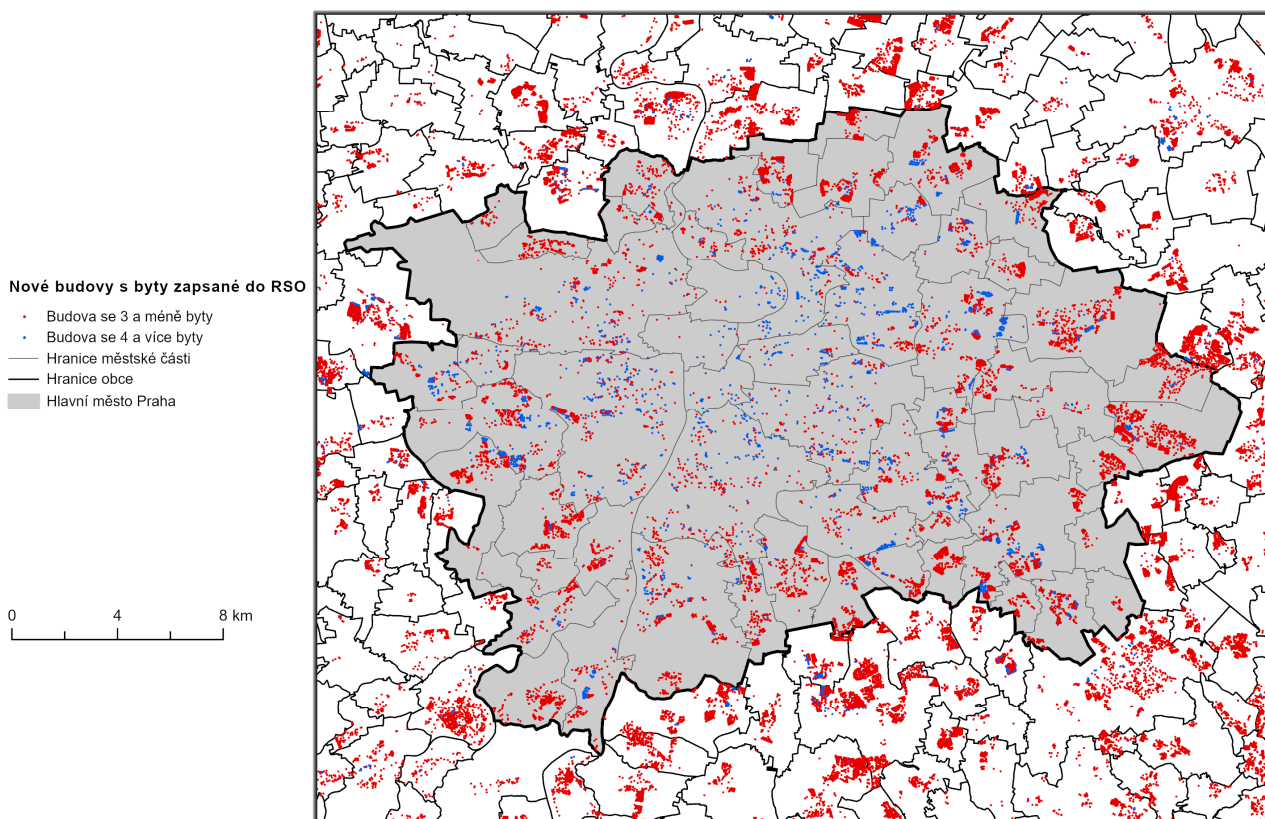 Nové budovy s byty zapsané do RSO
Budova se 3 a méně byty
Budova se 4 a více byty
Hranice městské části
Hranice obce
Hlavní město Praha
0 4 8 km